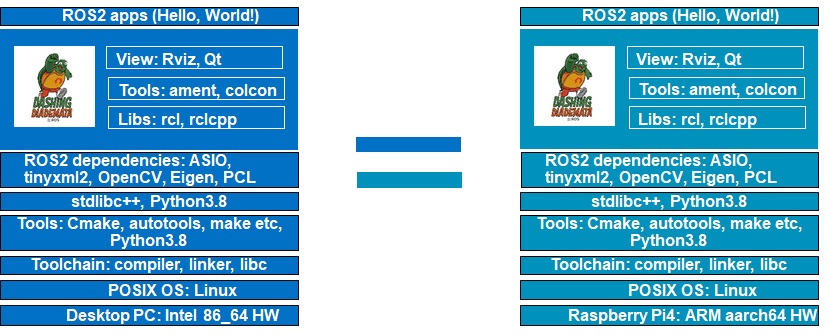 ROS2 apps (Hello, World!)
View: Rviz, Qt
Tools: ament, colcon
Libs: rcl, rclcpp
DASHING
DIADEMATA
ROS2 dependencies: ASIO,
tinyxml2, OpenCV, Eigen, PCL
stdlibc++, Python3.8
Tools: Cmake, autotools, make etc,
Python3.8
Toolchain: compiler, linker, libc
POSIX OS: Linux
Desktop PC: Intel 86_64 HW
ROS2 apps (Hello, World!)
View: Rviz, Qt
Tools: ament, colcon
Libs: rcl, rclcpp
DASHING
DIADEMATA
ROS2 dependencies: ASIO,
tinyxml2, OpenCV, Eigen, PCL
stdlibc++, Python3.8
Tools: Cmake, autotools, make etc,
Python3.8
Toolchain: compiler, linker, libc
POSIX OS: Linux
Raspberry Pi4: ARM aarch64 HW